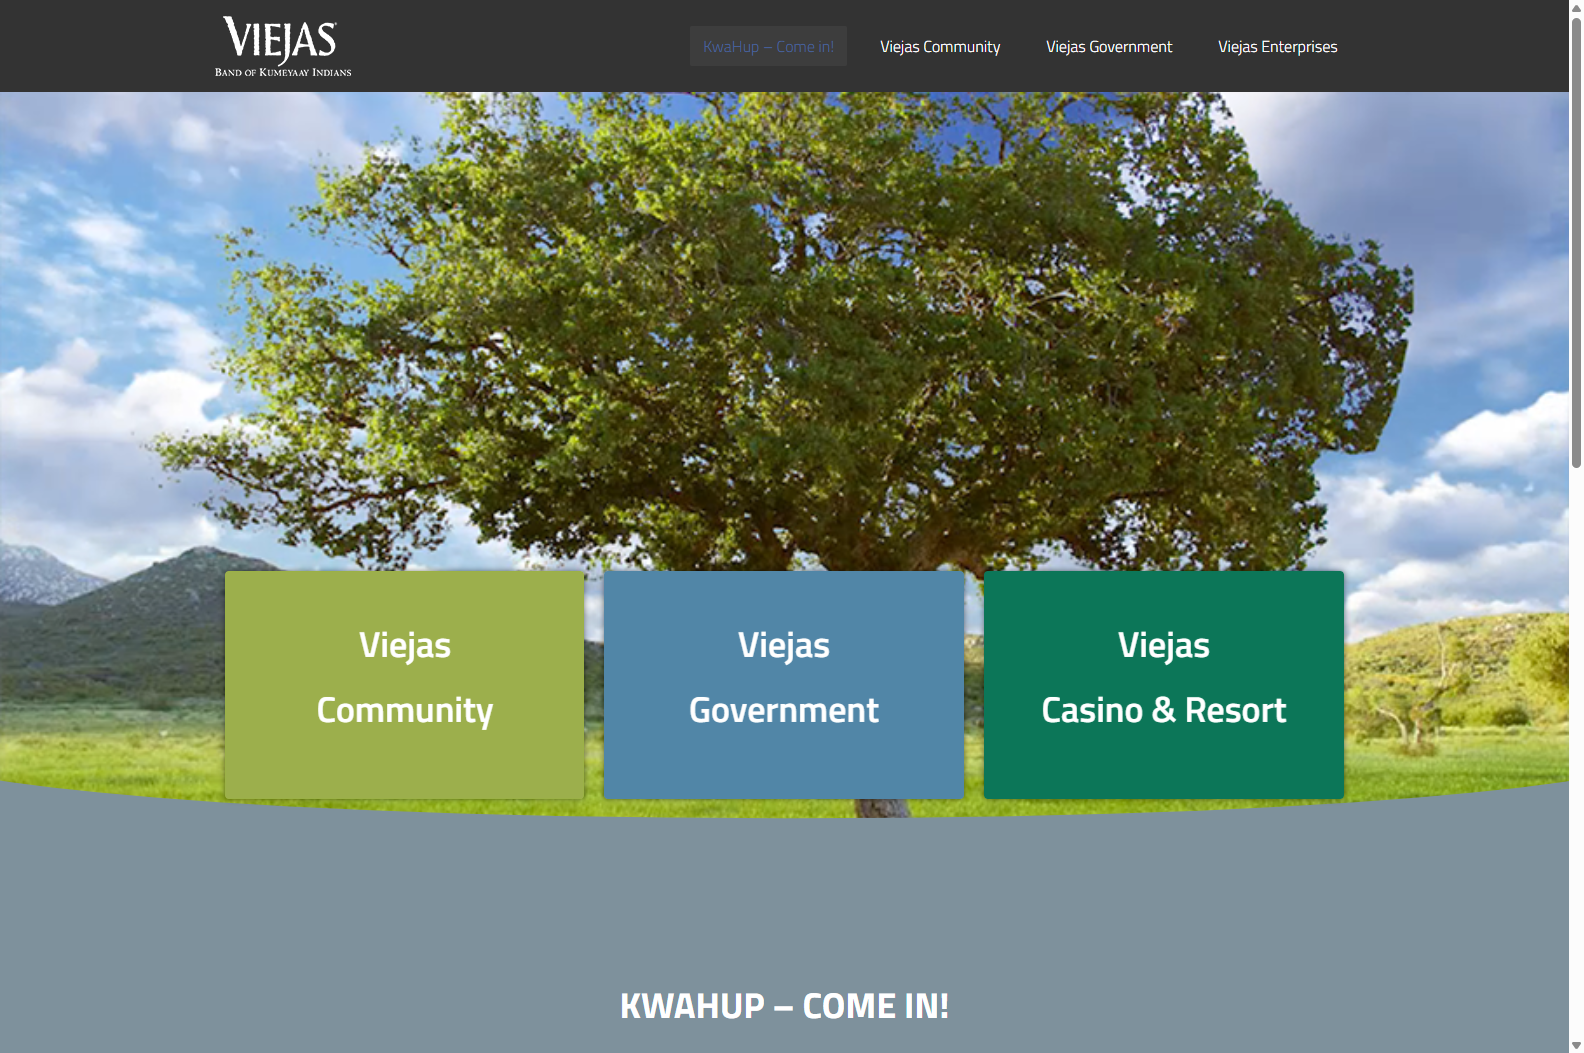 VIEJAS
BAND OF KUMEYAAY INDIANS
KwaHup – Come in!
Viejas Community
Viejas Government
Viejas Enterprises
Viejas
Community
Viejas
Government
Viejas
Casino & Resort
KWAHUP – COME IN!